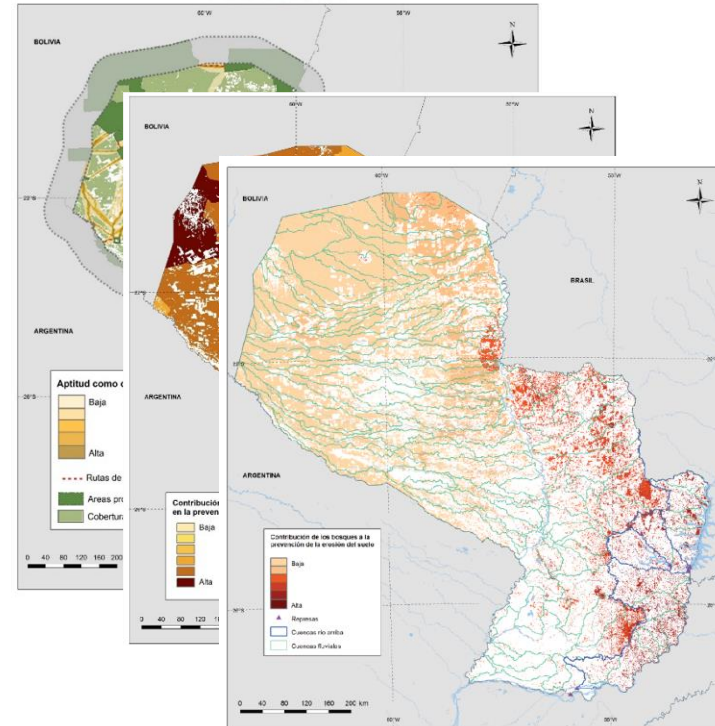 60°W
58°W
N
BOLIVIA
ARGENTINA
Aptitud como c
Baja
Alta
Rutas de
Areas pro
Cobertura
0 40 80 120 160 200
N
BOLIVIA
ARGENTINA
Contribución
en la preven
Baja
Alta
0 40 80 120 16
N
BOLIVIA
BRASIL
ARGENTINA
Contribución de los bosques a la
prevención de la erosión del suelo
Baja
Alta
Represas
Cuencas río arriba
Cuencas fluviales
0 40 80 120 160 200 km